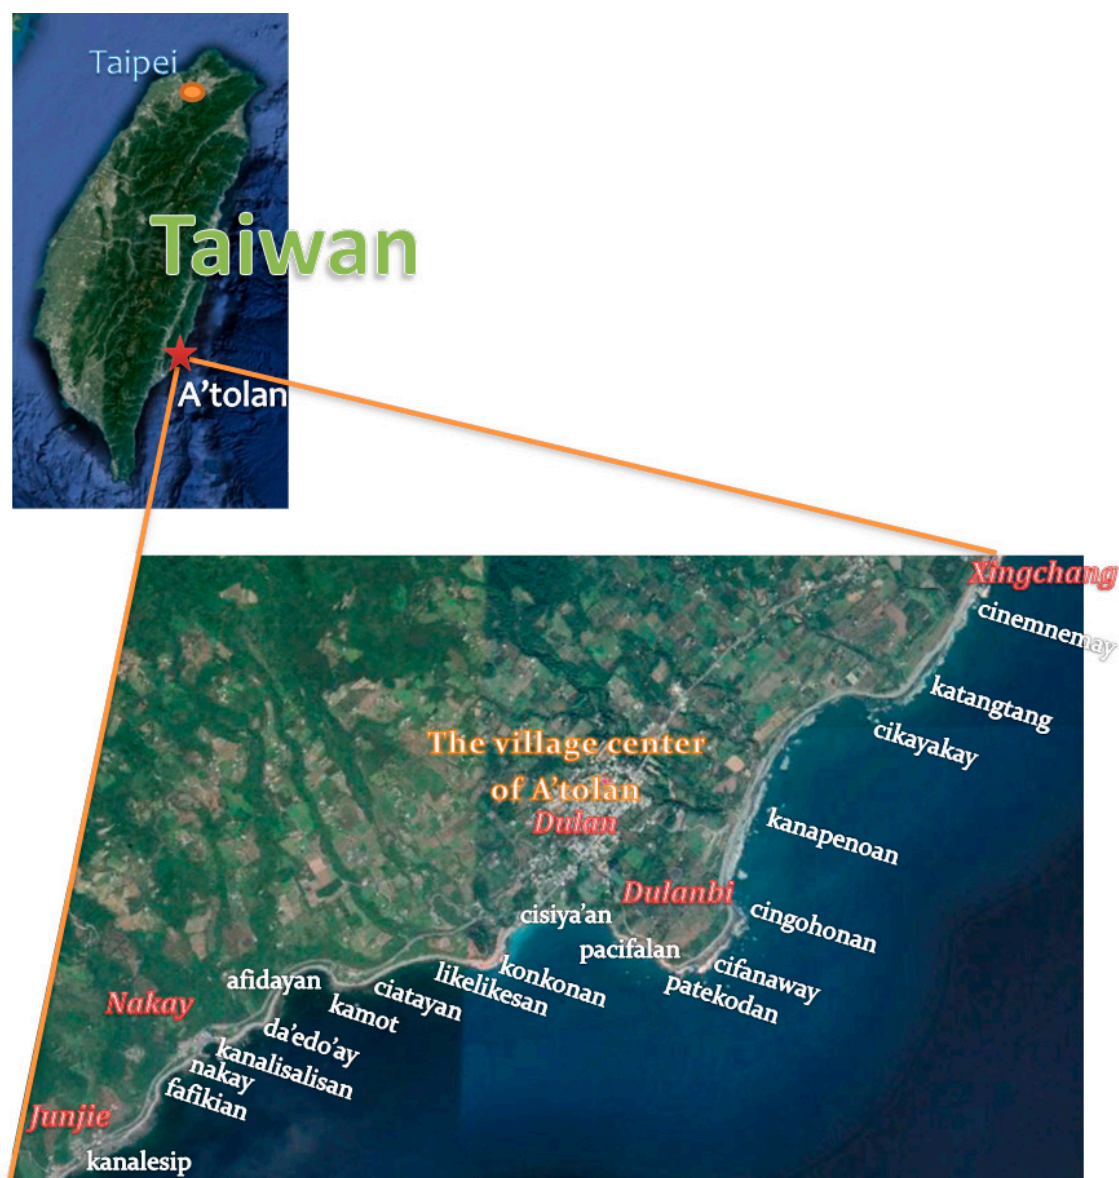 Taipei
Taiwan
A'tolan
Xingchang
cinemnemay
katangtang
cikayakay
The village center
of A'tolan
Dulan
kanapenoan
Dulanbi
cingohonan
cisiya'an
pacifalan
cifanaway
patekodan
konkonan
likelikesan
ciatayan
afidayan
kamot
Nakay
da'edo'ay
kanalisalisan
nakay
fafikian
Junjie
kanalesip